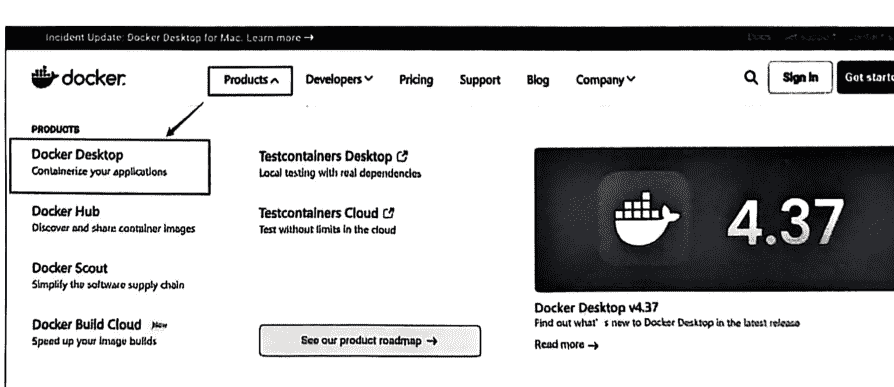 Incident Update: Docker Desktop for Mac. Learn more →
docker.
Products Developers Pricing Support Blog Company Sign In
PRODUCTS
Docker Desktop
Containerize your applications
Docker Hub
Discover and share container images
Docker Scout
Simplify the software supply chain
Docker Build Cloud New
Speed up your image builds
Testcontainers Desktop
Local testing with real dependencies
Testcontainers Cloud
Test without limits in the cloud
See our product roadmap →
4.37
Docker Desktop v4.37
Find out what's new to Docker Desktop in the latest release
Read more →